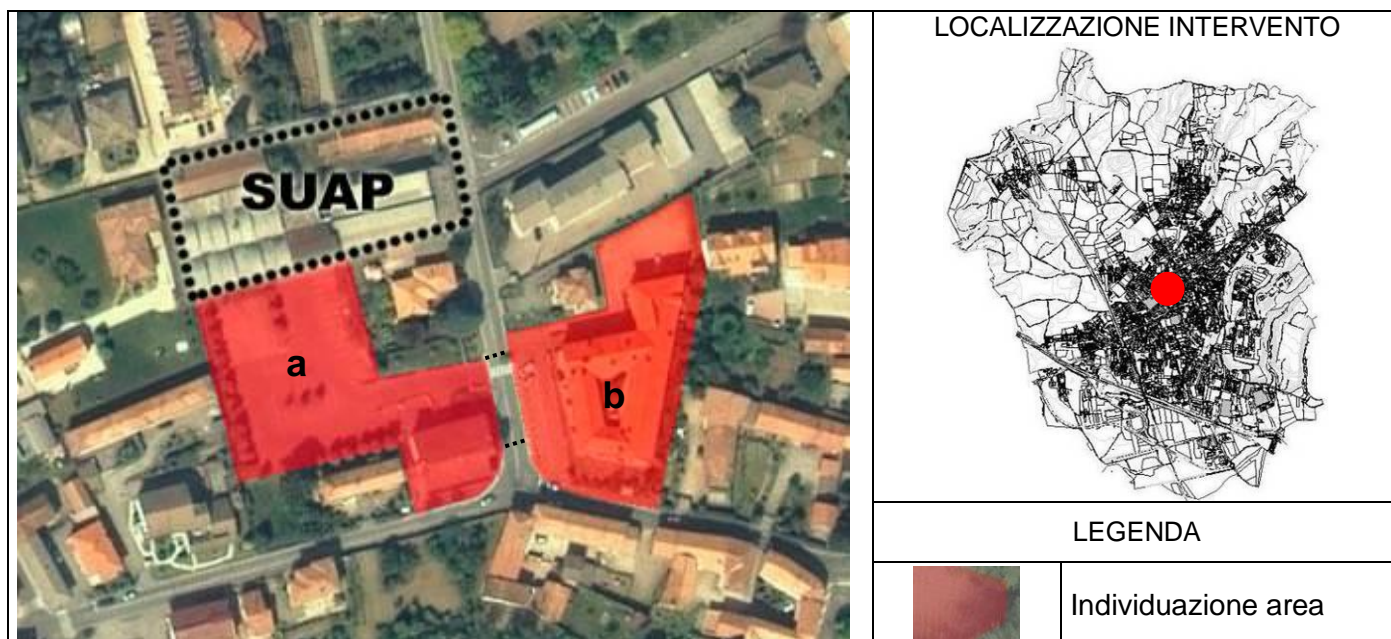 LOCALIZZAZIONE INTERVENTO
SUAP
a
b
LEGENDA
Individuazione area